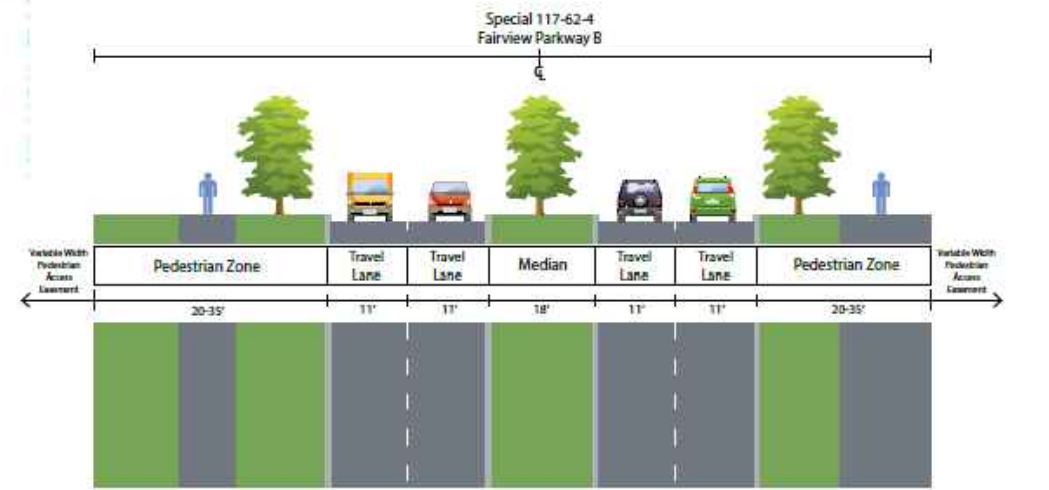 Special 117-62-4
Fairview Parkway B
℄
Variable Width
Pedestrian
Access
Easement
Pedestrian Zone
Travel
Lane
Travel
Lane
Median
Travel
Lane
Travel
Lane
Pedestrian Zone
Variable Width
Pedestrian
Access
Easement
20-35'
11'
11'
18'
11'
11'
20-35'